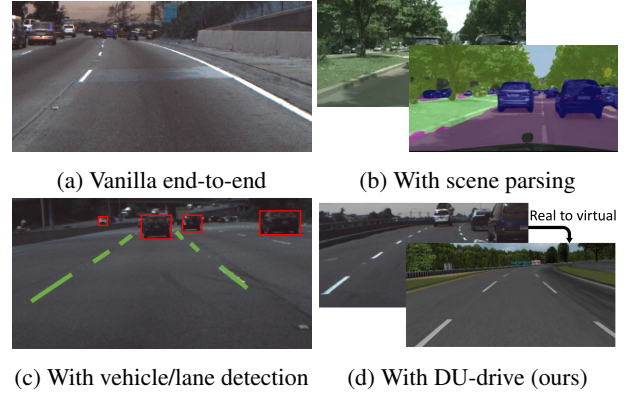 (a) Vanilla end-to-end
(b) With scene parsing
Real to virtual
(c) With vehicle/lane detection
(d) With DU-drive (ours)